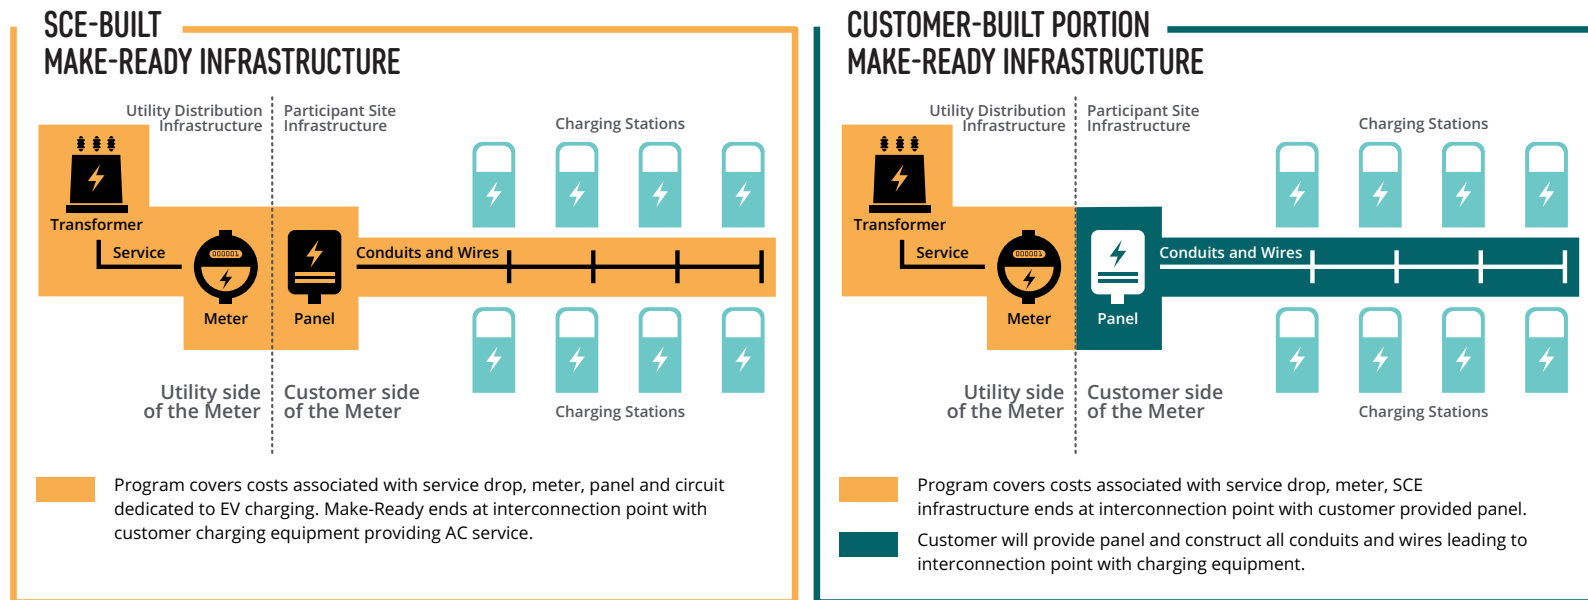 SCE-BUILT
MAKE-READY INFRASTRUCTURE
Utility Distribution
Infrastructure
Participant Site
Infrastructure
Charging Stations
Transformer
Service
000001
Conduits and Wires
Meter
Panel
Utility side
of the Meter
Customer side
of the Meter
Charging Stations
Program covers costs associated with service drop, meter, panel and circuit
dedicated to EV charging. Make-Ready ends at interconnection point with
customer charging equipment providing AC service.
CUSTOMER-BUILT PORTION
MAKE-READY INFRASTRUCTURE
Utility Distribution
Infrastructure
Participant Site
Infrastructure
Charging Stations
Transformer
Service
000001
Conduits and Wires
Meter
Panel
Utility side
of the Meter
Customer side
of the Meter
Charging Stations
Program covers costs associated with service drop, meter, SCE
infrastructure ends at interconnection point with customer provided panel.
Customer will provide panel and construct all conduits and wires leading to
interconnection point with charging equipment.